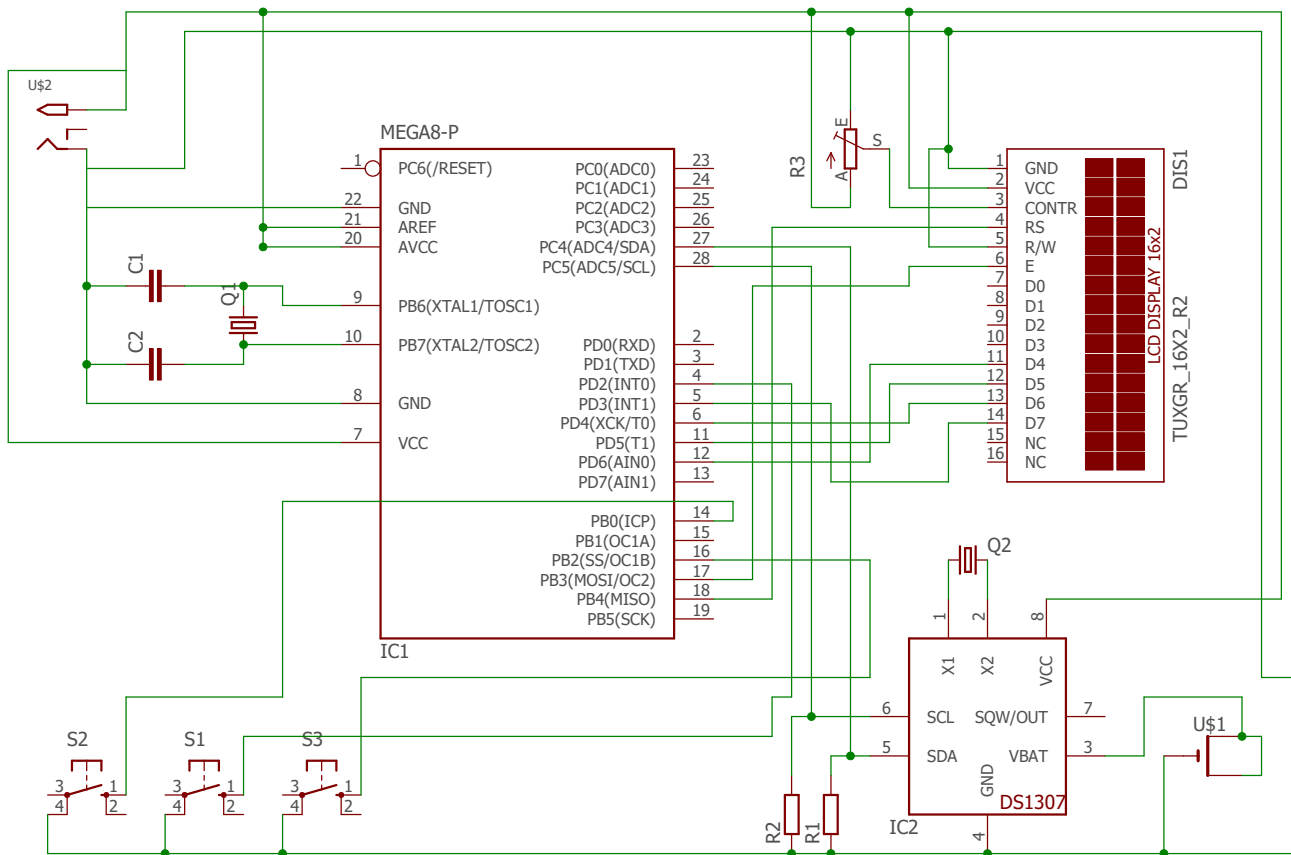 U$2
MEGA8-P
1 PC6(/RESET)
22 GND
21 AREF
20 AVCC
9 PB6(XTAL1/TOSC1)
10 PB7(XTAL2/TOSC2)
8 GND
7 VCC
PC0(ADC0) 23
PC1(ADC1) 24
PC2(ADC2) 25
PC3(ADC3) 26
PC4(ADC4/SDA) 27
PC5(ADC5/SCL) 28
PD0(RXD) 2
PD1(TXD) 3
PD2(INT0) 4
PD3(INT1) 5
PD4(XCK/T0) 6
PD5(T1) 11
PD6(AIN0) 12
PD7(AIN1) 13
PB0(ICP) 14
PB1(OC1A) 15
PB2(SS/OC1B) 16
PB3(MOSI/OC2) 17
PB4(MISO) 18
PB5(SCK) 19
IC1
C1
Q1
C2
R3
E
S
A
1 GND
2 VCC
3 CONTR
4 RS
5 R/W
6 E
7 D0
8 D1
9 D2
10 D3
11 D4
12 D5
13 D6
14 D7
15 NC
16 NC
LCD DISPLAY 16x2
DIS1
TUXGR_16X2_R2
Q2
1 X1
2 X2
8 VCC
6 SCL
5 SDA
SQW/OUT 7
VBAT 3
GND 4
DS1307
IC2
U$1
S2
3 1
4 2
S1
3 1
4 2
S3
3 1
4 2
R2
R1